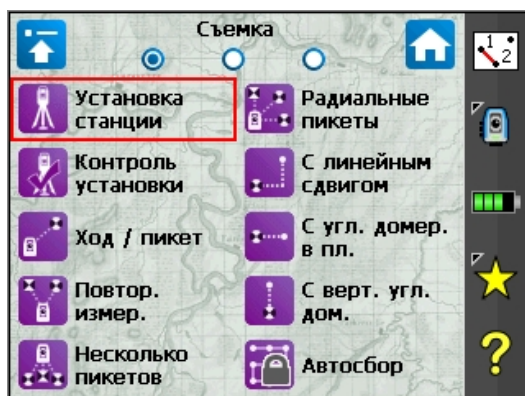 Съемка
Установка
станции
Контроль
установки
Ход / пикет
Повтор.
измер.
Несколько
пикетов
Радиальные
пикеты
С линейным
сдвигом
С угл. домер.
в пл.
С верт. угл.
дом.
Автосбор
1
2
?